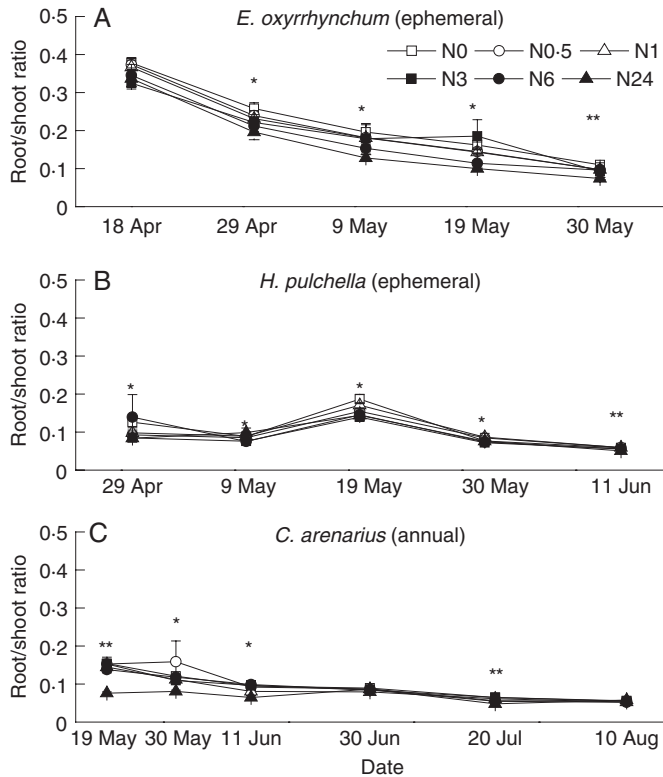 A
E. oxyrrhynchum (ephemeral)
N0 N0·5 N1
N3 N6 N24
0·5
0·4
0·3
0·2
0·1
0
Root/shoot ratio
*
*
*
**
18 Apr 29 Apr 9 May 19 May 30 May
B
H. pulchella (ephemeral)
0·5
0·4
0·3
0·2
0·1
0
Root/shoot ratio
*
*
*
*
**
29 Apr 9 May 19 May 30 May 11 Jun
C
C. arenarius (annual)
0·5
0·4
0·3
0·2
0·1
0
Root/shoot ratio
**
*
*
**
19 May 30 May 11 Jun 30 Jun 20 Jul 10 Aug
Date